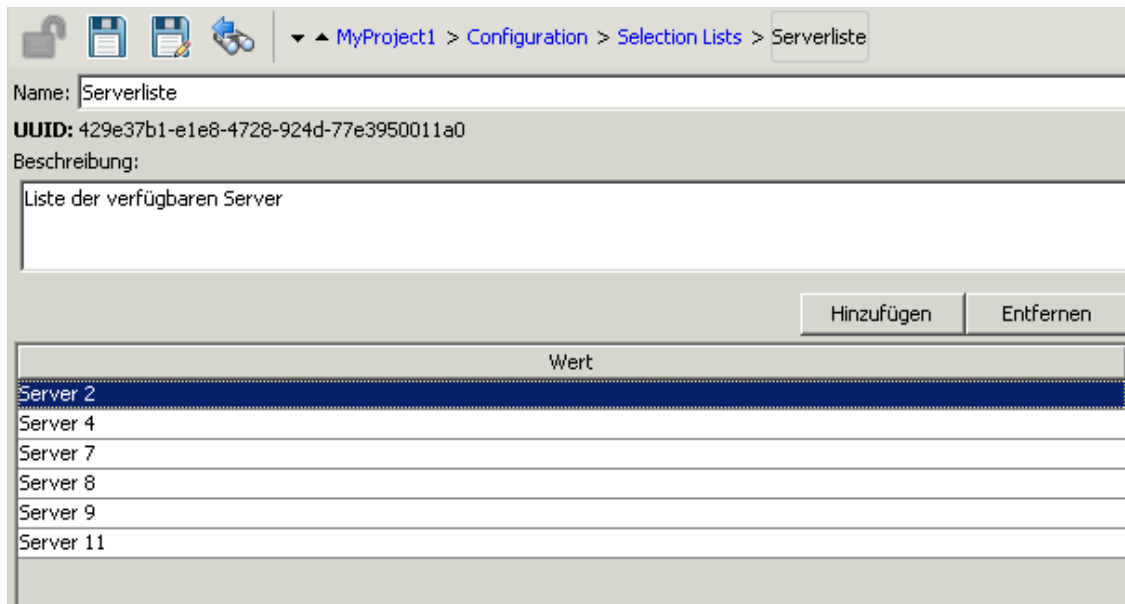 MyProject1 > Configuration > Selection Lists > Serverliste
Name: Serverliste
UUID: 429e37b1-e1e8-4728-924d-77e3950011a0
Beschreibung:
Liste der verfügbaren Server
Hinzufügen Entfernen
Wert
Server 2
Server 4
Server 7
Server 8
Server 9
Server 11